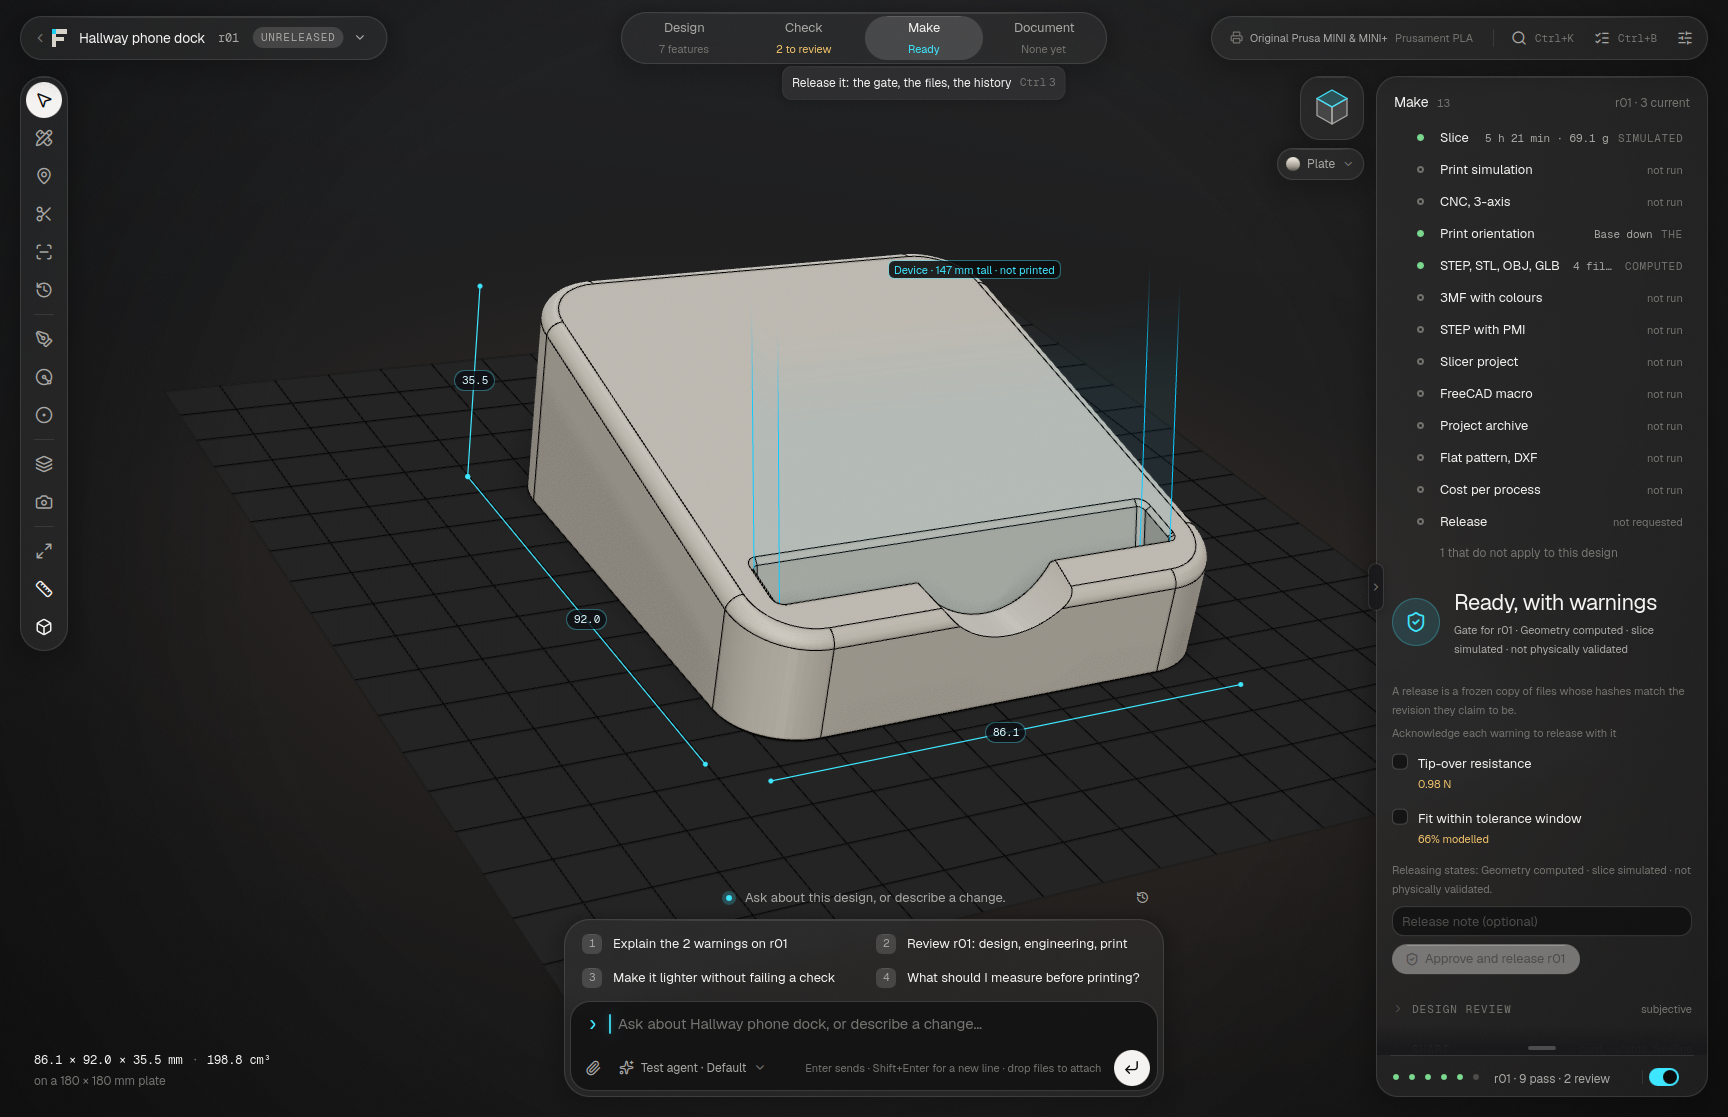 Hallway phone dock r01 UNRELEASED
Design
7 features
Check
2 to review
Make
Ready
Document
None yet
Original Prusa MINI & MINI+ Prusament PLA
Ctrl+K
Ctrl+B
Release it: the gate, the files, the history Ctrl 3
Plate
Device · 147 mm tall · not printed
35.5
92.0
86.1
Make 13
r01 · 3 current
Slice 5 h 21 min · 69.1 g SIMULATED
Print simulation not run
CNC, 3-axis not run
Print orientation Base down THE
STEP, STL, OBJ, GLB 4 fil… COMPUTED
3MF with colours not run
STEP with PMI not run
Slicer project not run
FreeCAD macro not run
Project archive not run
Flat pattern, DXF not run
Cost per process not run
Release not requested
1 that do not apply to this design
Ready, with warnings
Gate for r01 · Geometry computed · slice
simulated · not physically validated
A release is a frozen copy of files whose hashes match the
revision they claim to be.
Acknowledge each warning to release with it
Tip-over resistance
0.98 N
Fit within tolerance window
66% modelled
Releasing states: Geometry computed · slice simulated · not
physically validated.
Release note (optional)
Approve and release r01
DESIGN REVIEW subjective
r01 · 9 pass · 2 review
Ask about this design, or describe a change.
1 Explain the 2 warnings on r01
2 Review r01: design, engineering, print
3 Make it lighter without failing a check
4 What should I measure before printing?
Ask about Hallway phone dock, or describe a change...
Test agent · Default
Enter sends · Shift+Enter for a new line · drop files to attach
86.1 × 92.0 × 35.5 mm · 198.8 cm³
on a 180 × 180 mm plate